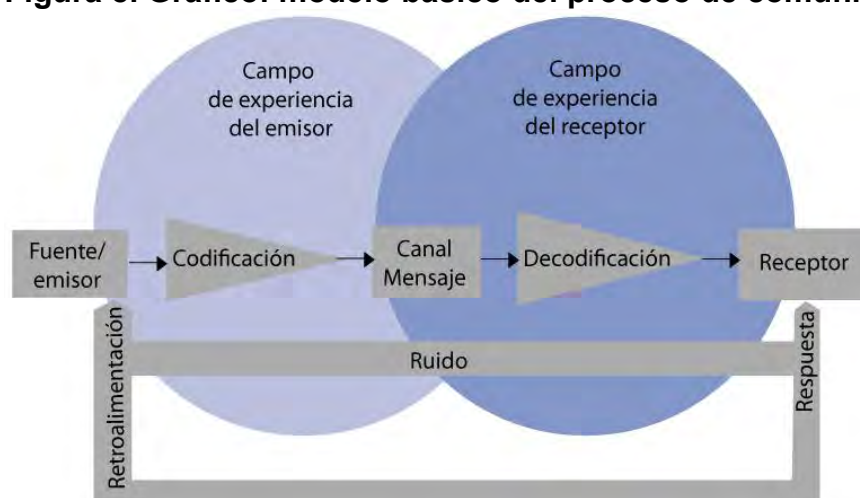 Campo
de experiencia
del emisor
Campo
de experiencia
del receptor
Fuente/
emisor
Codificación
Canal
Mensaje
Decodificación
Receptor
Retroalimentación
Ruido
Respuesta